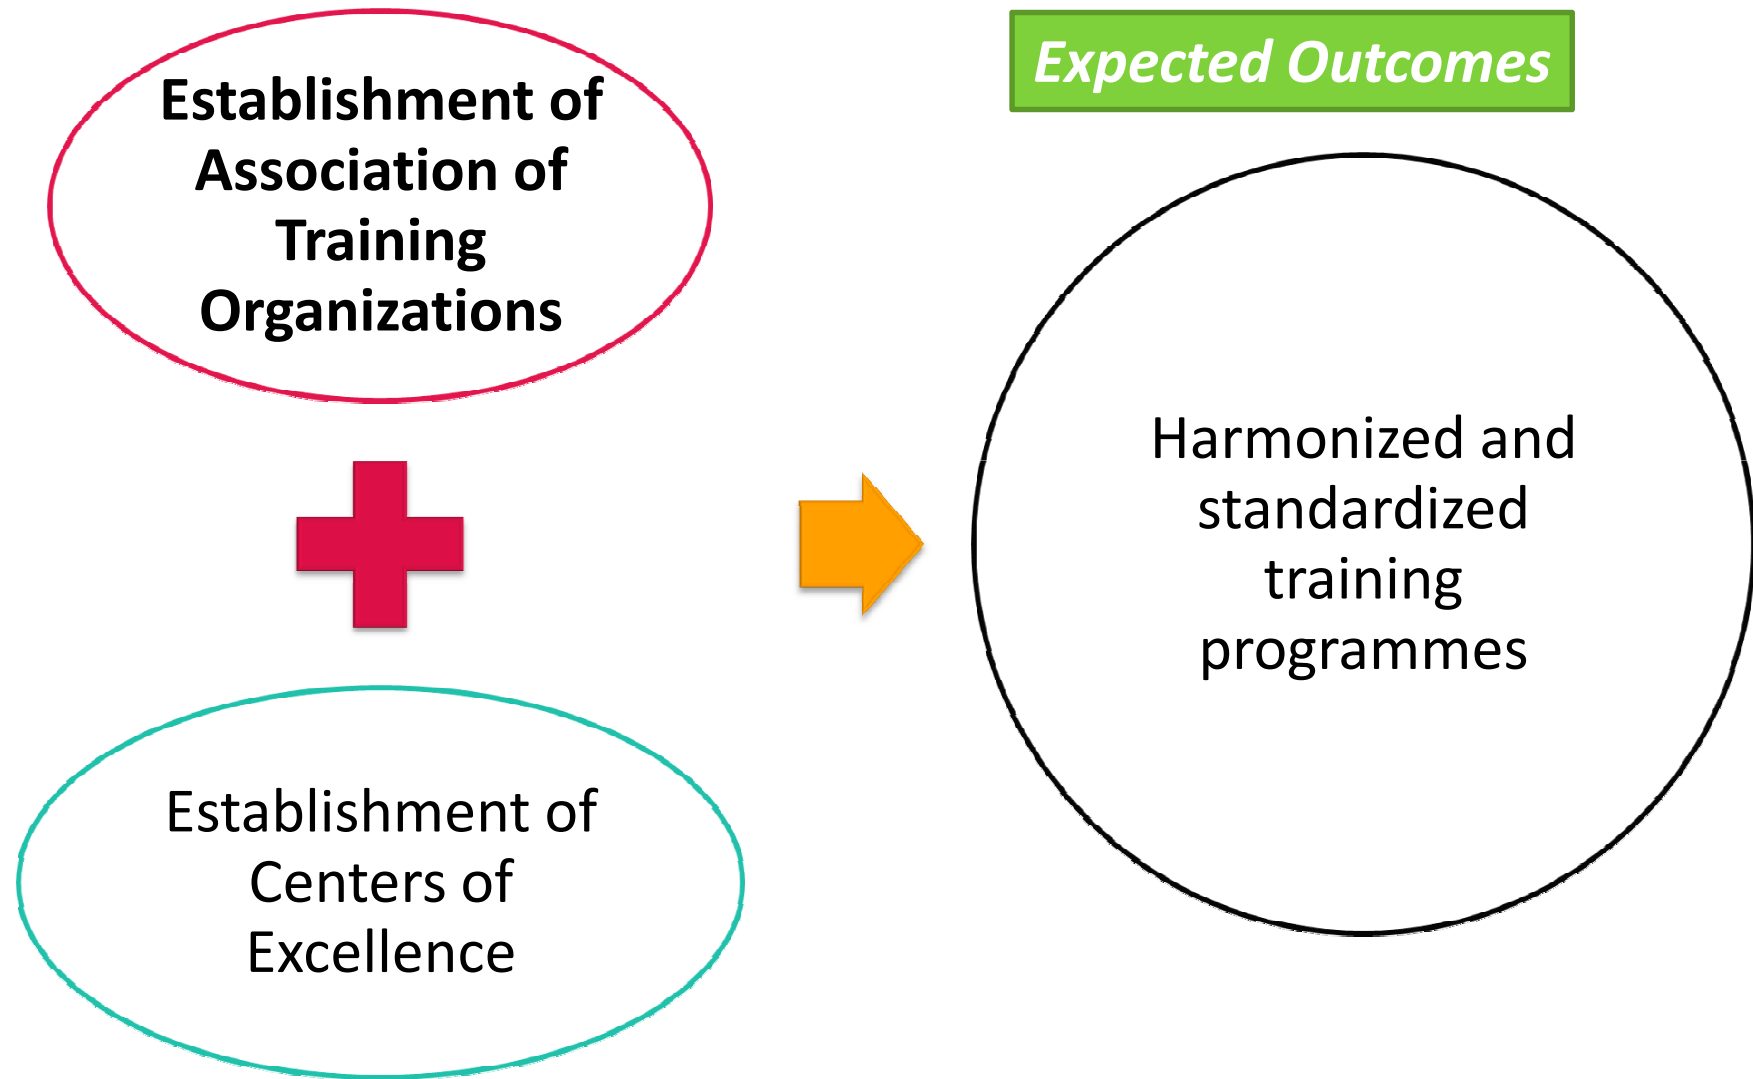 Establishment of
Association of
Training
Organizations
Establishment of
Centers of
Excellence
Expected Outcomes
Harmonized and
standardized
training
programmes